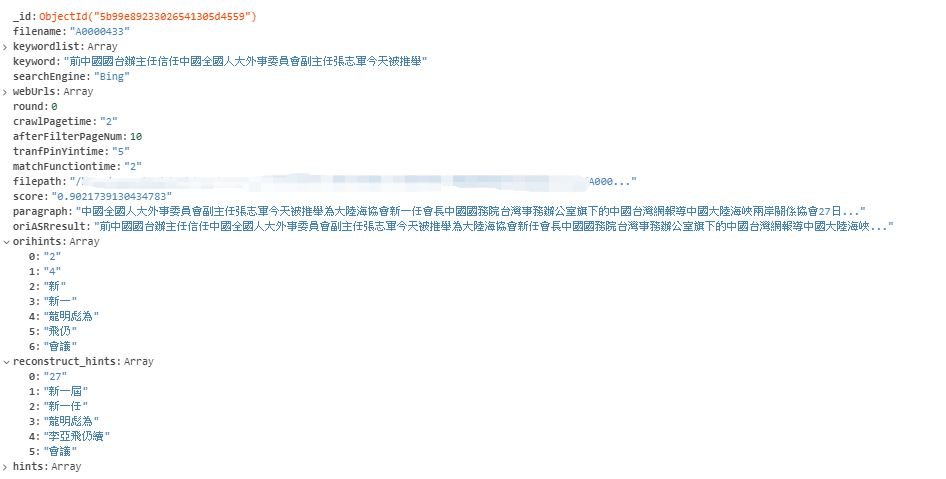 _id:ObjectId("5b99e89233026541305d4559")
filename:"A0000433"
keywordlist:Array
keyword:"前中國國台辦主任信任中國全國人大外事委員會副主任張志軍今天被推舉"
searchEngine:"Bing"
webUrls:Array
round:0
crawlPagetime:"2"
afterFilterPageNum:10
tranfPinYintime:"5"
matchFunctiontime:"2"
filepath:"/ /A000..."
score:"0.9021739130434783"
paragraph:"中國全國人大外事委員會副主任張志軍今天被推舉為大陸海協會新一任會長中國國務院台灣事務辦公室旗下的中國台灣網報導中國大陸海峽兩岸關係協會27日..."
oriASRresult:"前中國國台辦主任信任中國全國人大外事委員會副主任張志軍今天被推舉為大陸海協會新任會長中國國務院台灣事務辦公室旗下的中國台灣網報導中國大陸海峽..."
orihints:Array
0:"2"
1:"4"
2:"新"
3:"新一"
4:"龍明彪為"
5:"飛仍"
6:"會議"
reconstruct_hints:Array
0:"27"
1:"新一屆"
2:"新一任"
3:"龍明彪為"
4:"李亞飛仍續"
5:"會議"
hints:Array